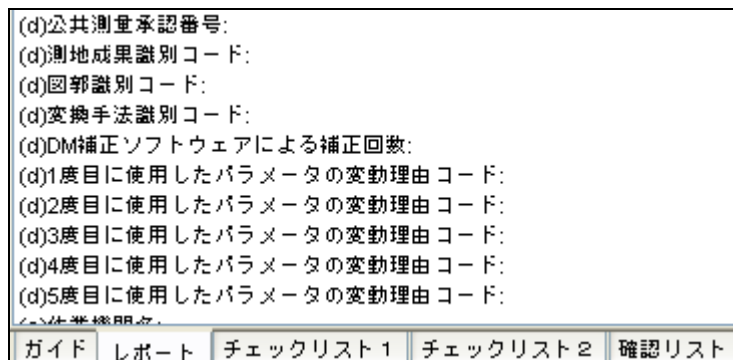 (d)公共測量承認番号:
(d)測地成果識別コード:
(d)図郭識別コード:
(d)変換手法識別コード:
(d)DM補正ソフトウェアによる補正回数:
(d)1度目に使用したパラメータの変動理由コード:
(d)2度目に使用したパラメータの変動理由コード:
(d)3度目に使用したパラメータの変動理由コード:
(d)4度目に使用したパラメータの変動理由コード:
(d)5度目に使用したパラメータの変動理由コード:
ガイド レポート チェックリスト1 チェックリスト2 確認リスト